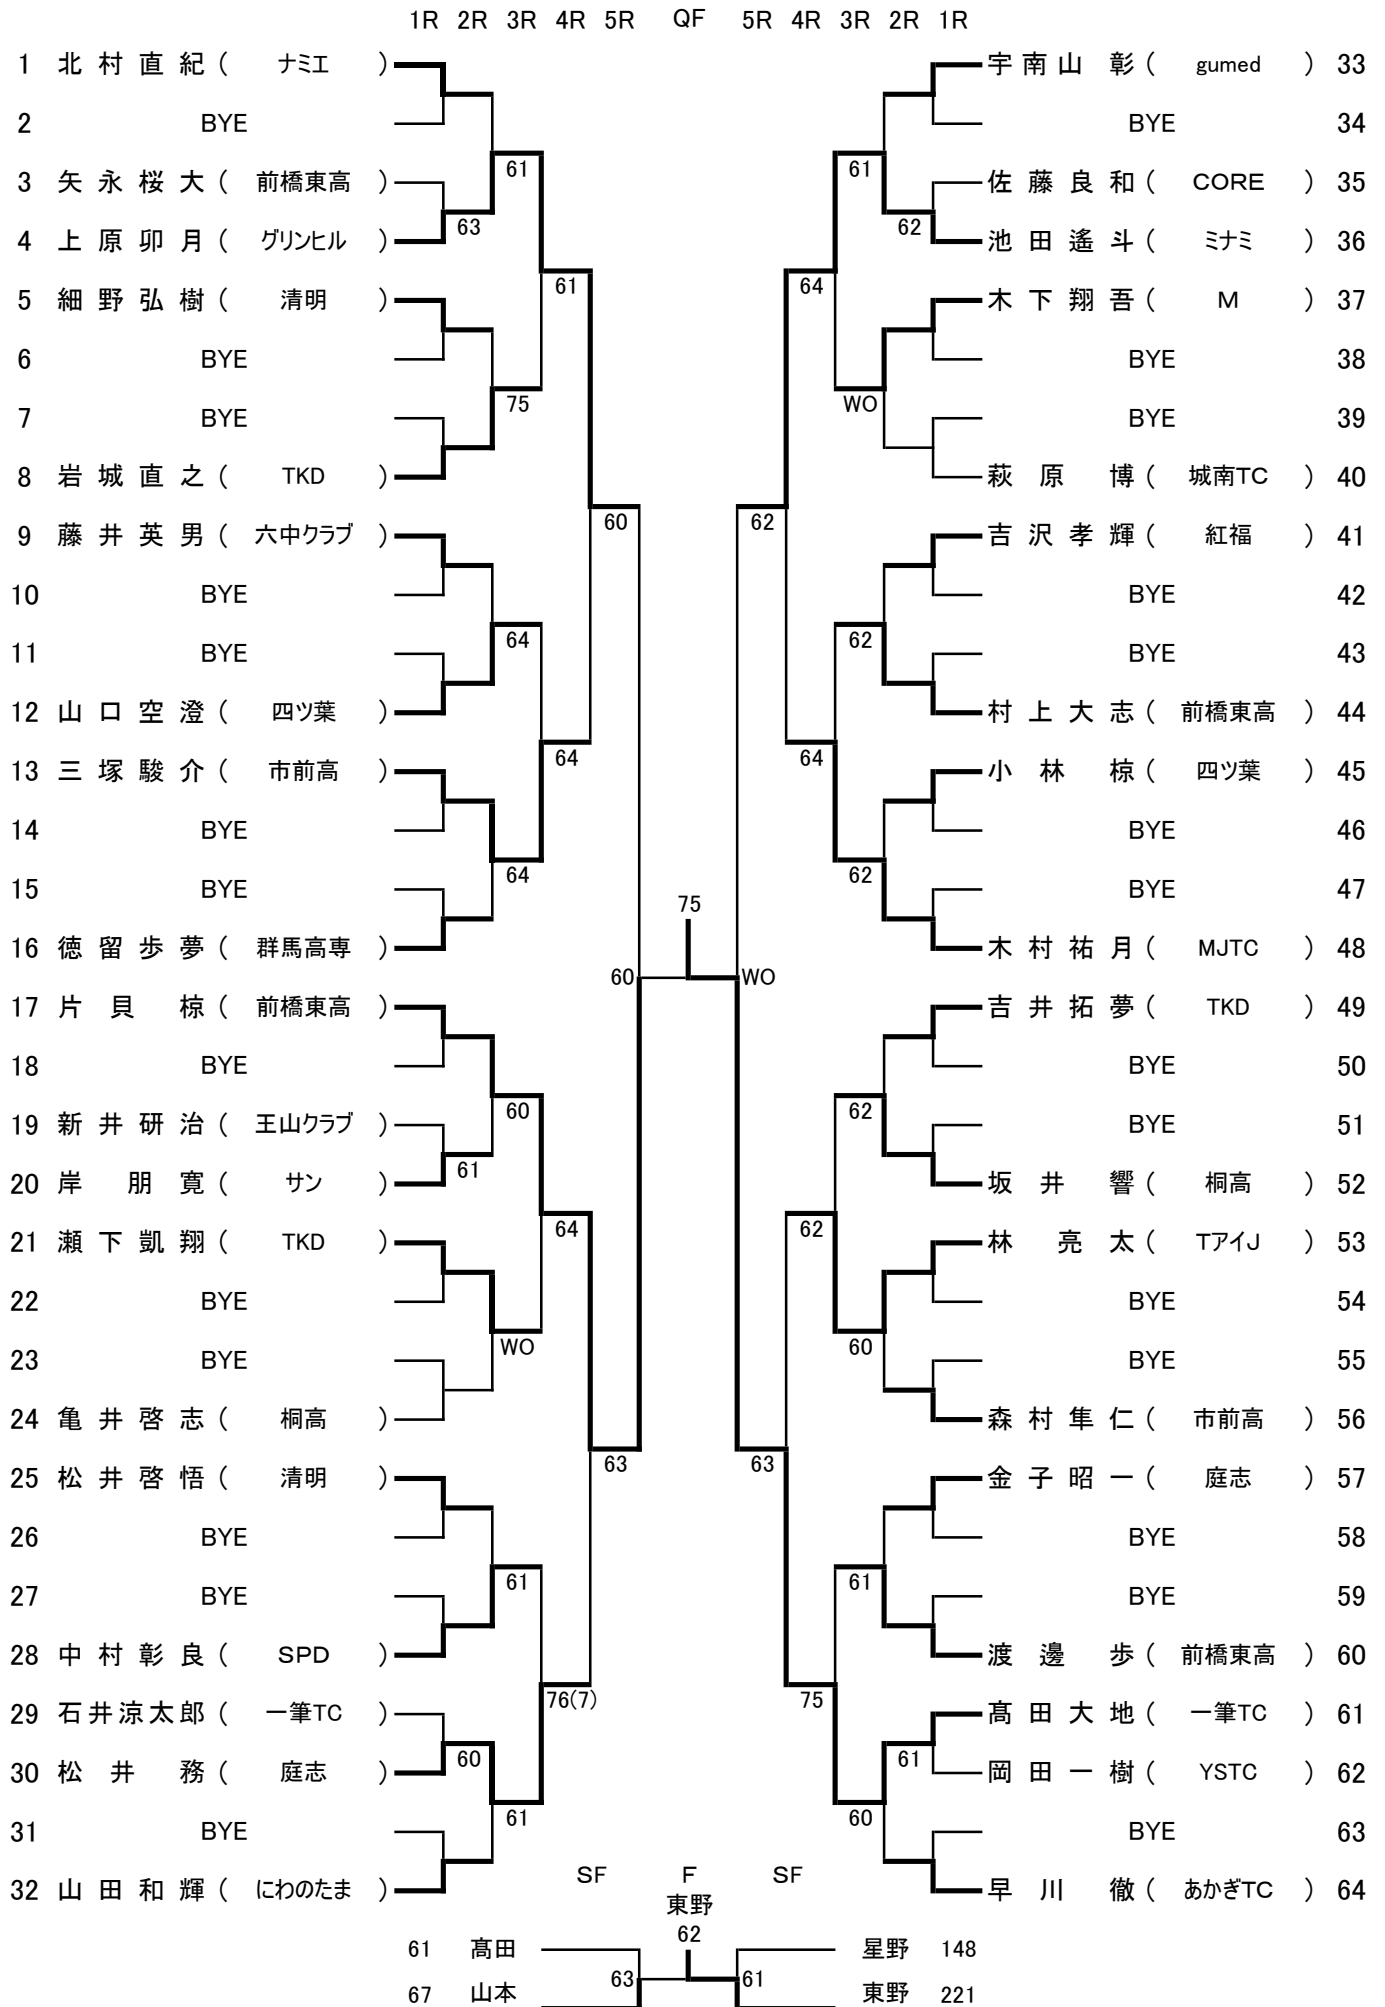 1R 2R 3R 4R 5R QF 5R 4R 3R 2R 1R
1 北村直紀 ( ナミエ ) 宇南山彰 ( gumed ) 33
2 BYE BYE 34
61 61
3 矢永桜大 ( 前橋東高 ) 佐藤良和 ( CORE ) 35
63 62
4 上原卯月 ( グリンヒル ) 池田遙斗 ( ミナミ ) 36
61 64
5 細野弘樹 ( 清明 ) 木下翔吾 ( M ) 37
6 BYE BYE 38
75 WO
7 BYE BYE 39
8 岩城直之 ( TKD ) 萩原博 ( 城南TC ) 40
60 62
9 藤井英男 ( 六中クラブ ) 吉沢孝輝 ( 紅福 ) 41
10 BYE BYE 42
64 62
11 BYE BYE 43
12 山口空澄 ( 四ツ葉 ) 村上大志 ( 前橋東高 ) 44
64 64
13 三塚駿介 ( 市前高 ) 小林椋 ( 四ツ葉 ) 45
14 BYE BYE 46
64 62
15 BYE BYE 47
75
16 徳留歩夢 ( 群馬高専 ) 木村祐月 ( MJTC ) 48
60 WO
17 片貝椋 ( 前橋東高 ) 吉井拓夢 ( TKD ) 49
18 BYE BYE 50
60 62
19 新井研治 ( 王山クラブ ) BYE 51
61
20 岸朋寛 ( サン ) 坂井響 ( 桐高 ) 52
64 62
21 瀬下凱翔 ( TKD ) 林亮太 ( TアイJ ) 53
22 BYE BYE 54
WO 60
23 BYE BYE 55
24 亀井啓志 ( 桐高 ) 森村隼仁 ( 市前高 ) 56
63 63
25 松井啓悟 ( 清明 ) 金子昭一 ( 庭志 ) 57
26 BYE BYE 58
61 61
27 BYE BYE 59
28 中村彰良 ( SPD ) 渡邊歩 ( 前橋東高 ) 60
76(7) 75
29 石井涼太郎 ( 一筆TC ) 髙田大地 ( 一筆TC ) 61
60 61
30 松井務 ( 庭志 ) 岡田一樹 ( YSTC ) 62
61 60
31 BYE BYE 63
SF F SF
32 山田和輝 ( にわのたま ) 早川徹 ( あかぎTC ) 64
東野
62
61 髙田 星野 148
63 61
67 山本 東野 221